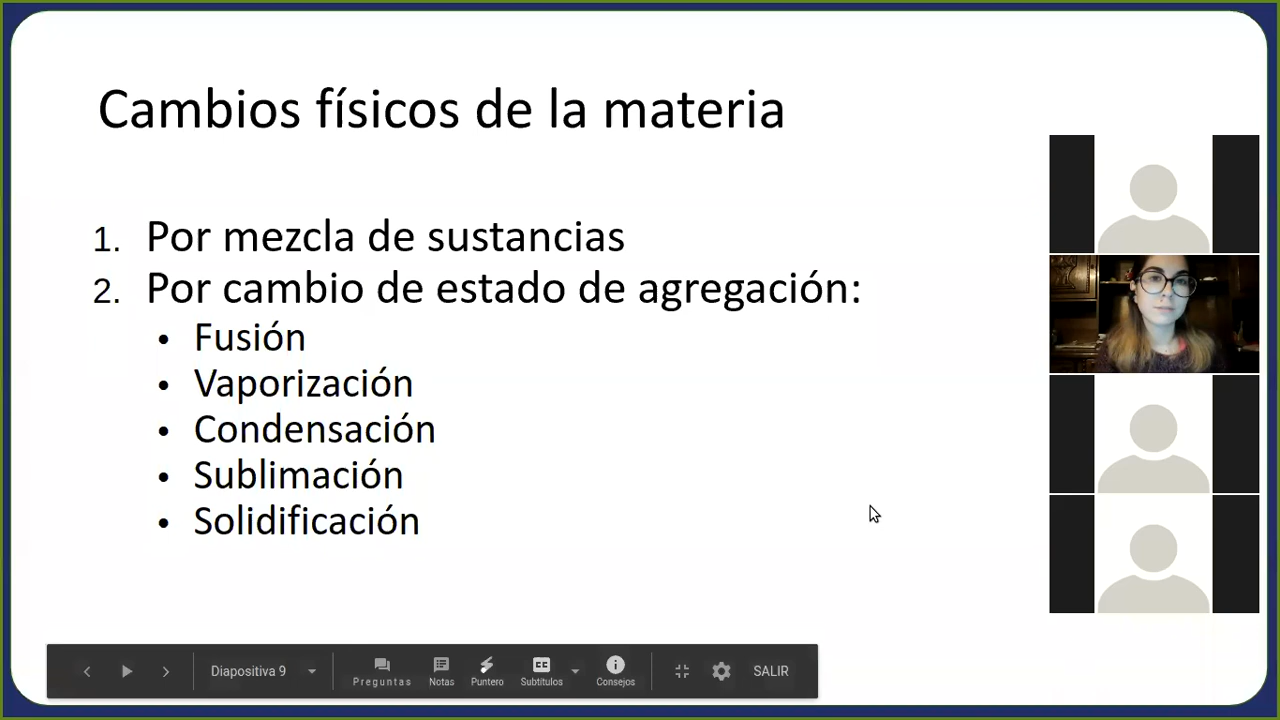 Cambios físicos de la materia
1. Por mezcla de sustancias
2. Por cambio de estado de agregación:
• Fusión
• Vaporización
• Condensación
• Sublimación
• Solidificación
Diapositiva 9
Preguntas
Notas
Puntero
CC
Subtítulos
Consejos
SALIR